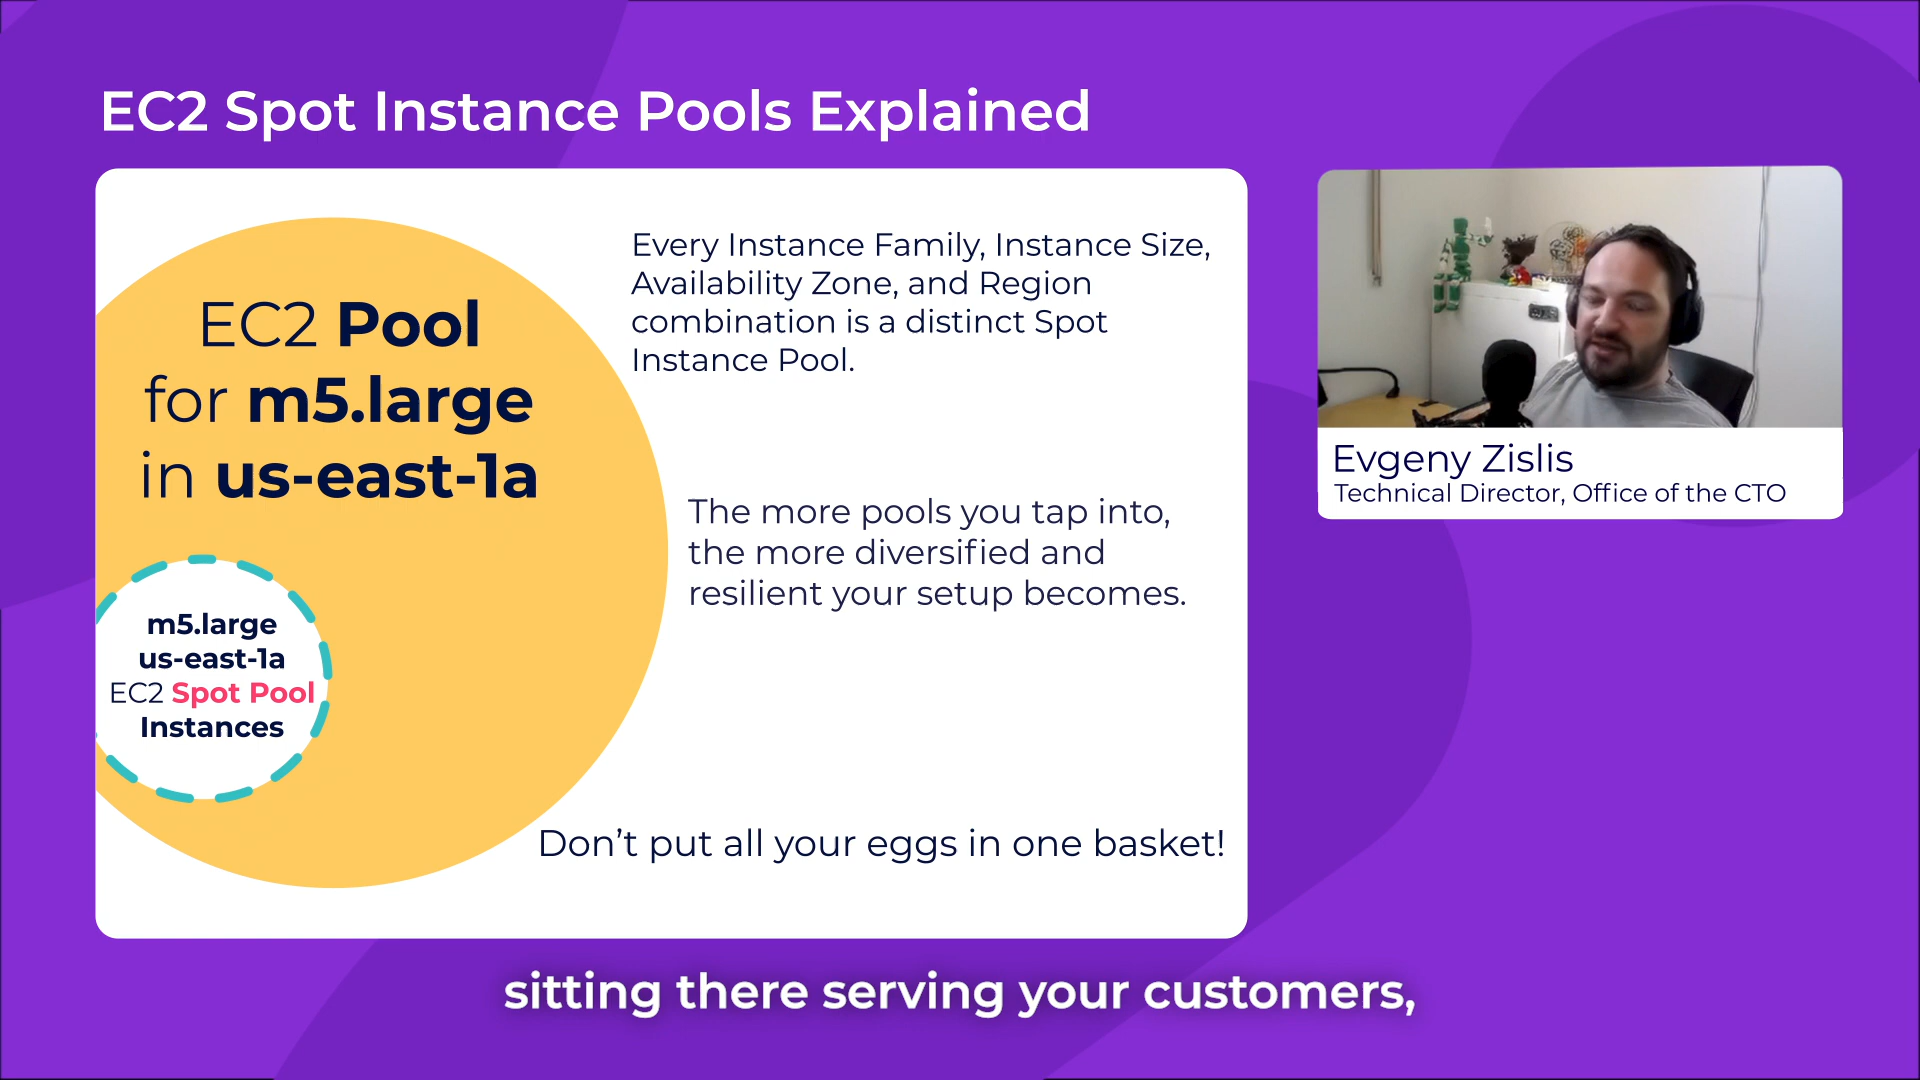 EC2 Spot Instance Pools Explained
EC2 Pool
for m5.large
in us-east-1a
m5.large
us-east-1a
EC2 Spot Pool
Instances
Every Instance Family, Instance Size,
Availability Zone, and Region
combination is a distinct Spot
Instance Pool.
The more pools you tap into,
the more diversified and
resilient your setup becomes.
Don’t put all your eggs in one basket!
Evgeny Zislis
Technical Director, Office of the CTO
sitting there serving your customers,